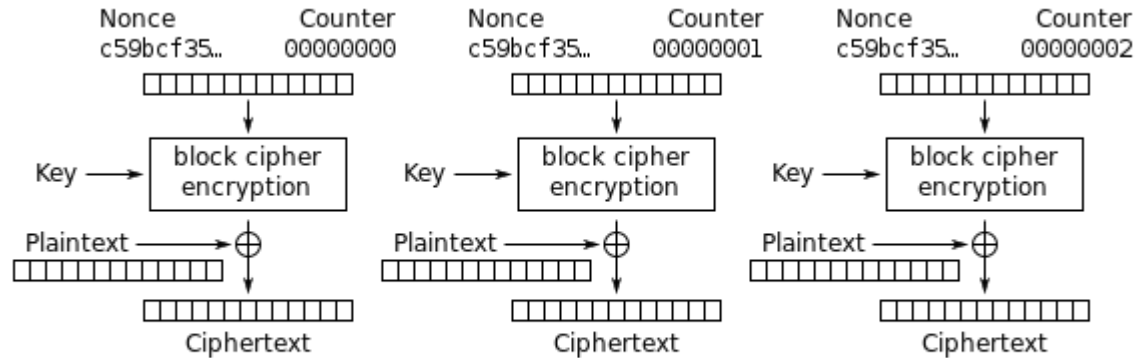 Nonce Counter Nonce Counter Nonce Counter
c59bcf35… 00000000 c59bcf35… 00000001 c59bcf35… 00000002
block cipher block cipher block cipher
Key Key Key
encryption encryption encryption
Plaintext Plaintext Plaintext
Ciphertext Ciphertext Ciphertext